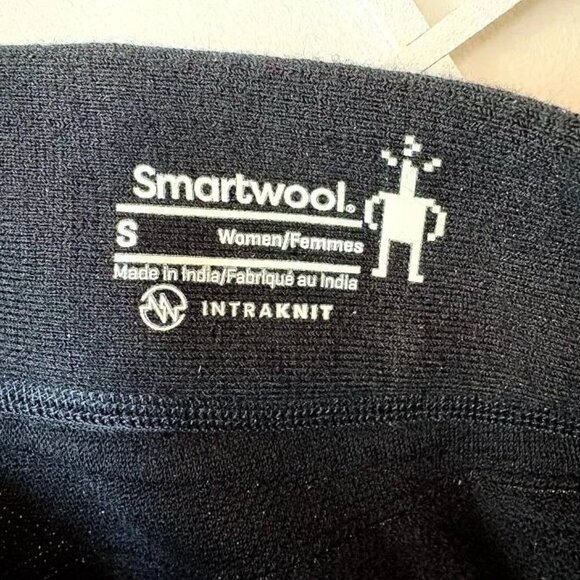 Smartwool®
S Women/Femmes
Made in India/Fabriqué au India
INTRAKNIT